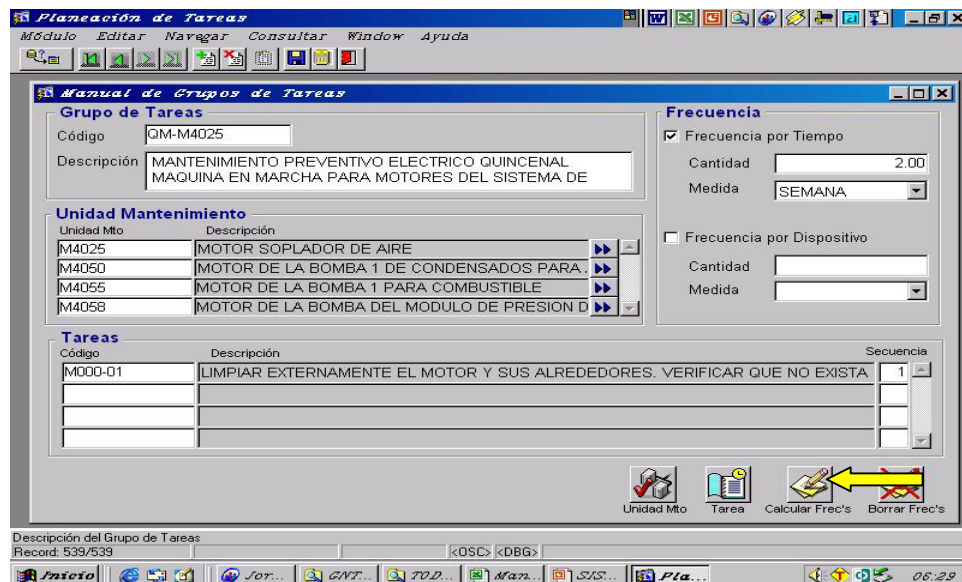 Planeación de Tareas
Módulo Editar Navegar Consultar Window Ayuda
Manual de Grupos de Tareas
Grupo de Tareas
Código QM-M4025
Descripción MANTENIMIENTO PREVENTIVO ELECTRICO QUINCENAL
MAQUINA EN MARCHA PARA MOTORES DEL SISTEMA DE
Frecuencia
Frecuencia por Tiempo
Cantidad 2.00
Medida SEMANA
Frecuencia por Dispositivo
Cantidad
Medida
Unidad Mantenimiento
Unidad Mto Descripción
M4025 MOTOR SOPLADOR DE AIRE
M4050 MOTOR DE LA BOMBA 1 DE CONDENSADOS PARA .
M4055 MOTOR DE LA BOMBA 1 PARA COMBUSTIBLE
M4058 MOTOR DE LA BOMBA DEL MODULO DE PRESION D
Tareas
Código Descripción Secuencia
M000-01 LIMPIAR EXTERNAMENTE EL MOTOR Y SUS ALREDEDORES. VERIFICAR QUE NO EXISTA 1
Unidad Mto Tarea Calcular Frec's Borrar Frec's
Descripción del Grupo de Tareas
Record: 539/539 <OSC> <DBG>
Inicio Jor... GNT... TOD... Man... SIS... Pla... 06:29